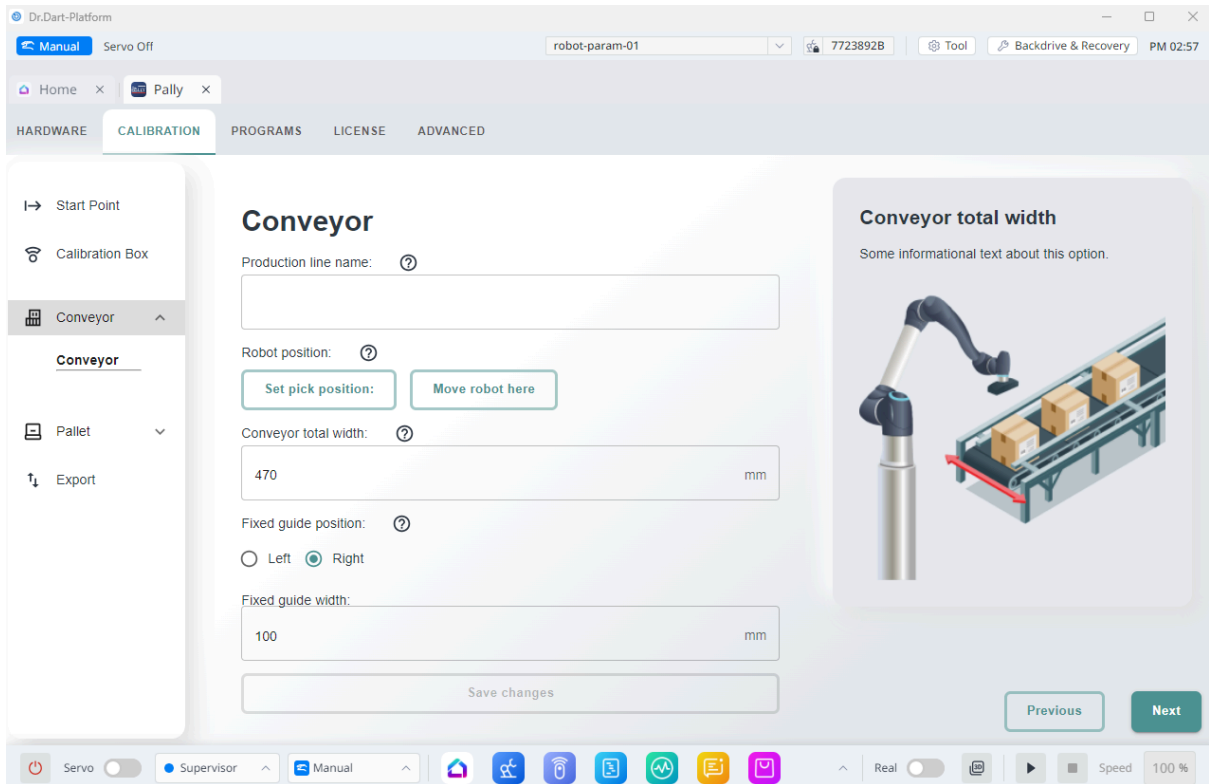 Dr.Dart-Platform
Manual Servo Off robot-param-01 7723892B Tool Backdrive & Recovery PM 02:57
Home Pally
HARDWARE CALIBRATION PROGRAMS LICENSE ADVANCED
Start Point
Calibration Box
Conveyor
Conveyor
Pallet
Export
Conveyor
Production line name:
Robot position:
Set pick position: Move robot here
Conveyor total width:
470 mm
Fixed guide position:
Left Right
Fixed guide width:
100 mm
Save changes
Conveyor total width
Some informational text about this option.
Previous Next
Servo Supervisor Manual Real 3D Speed 100 %